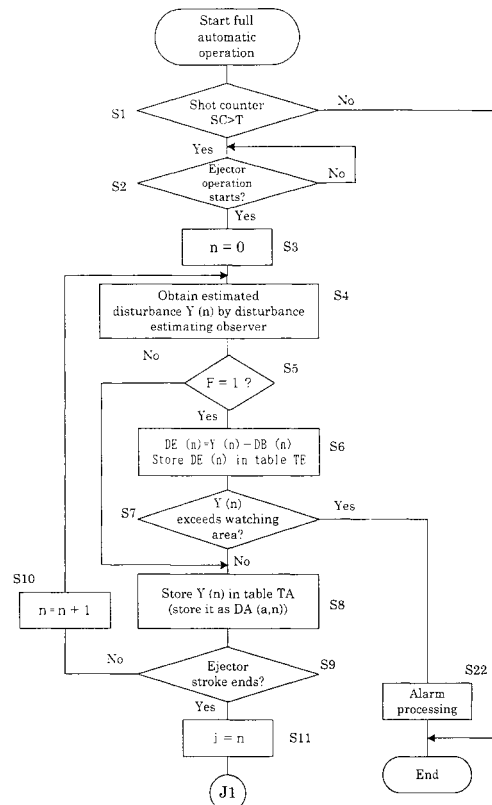 Start full
automatic
operation
S1
Shot counter
SC>T
No
Yes
S2
Ejector
operation
starts?
No
Yes
n = 0
S3
Obtain estimated
disturbance Y (n) by disturbance
estimating observer
S4
No
F = 1 ?
S5
Yes
DE (n)=Y (n)−DB (n)
Store DE (n) in table TE
S6
S7
Y (n)
exceeds watching
area?
Yes
No
S10
n=n + 1
Store Y (n) in table TA
(store it as DA (a,n))
S8
No
Ejector
stroke ends?
S9
Yes
S22
Alarm
processing
j = n
S11
End
J1